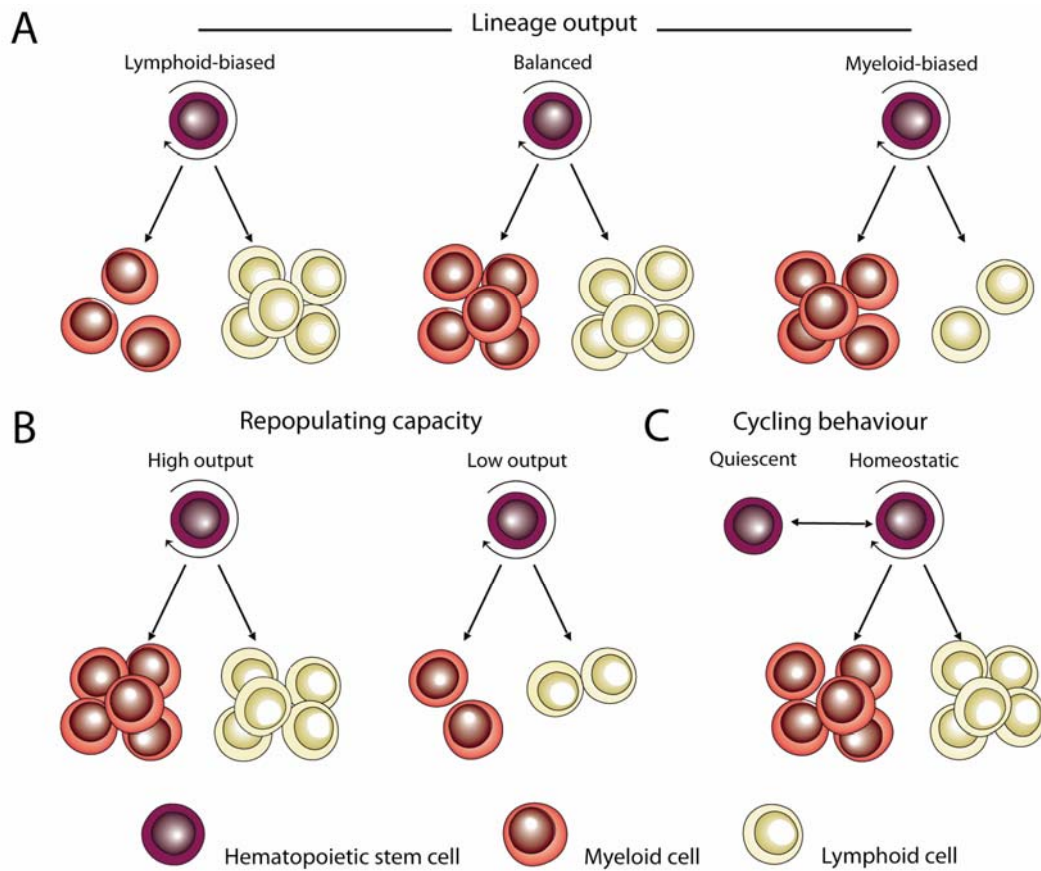 A
Lineage output
Lymphoid-biased
Balanced
Myeloid-biased
B
Repopulating capacity
High output
Low output
C
Cycling behaviour
Quiescent
Homeostatic
Hematopoietic stem cell
Myeloid cell
Lymphoid cell